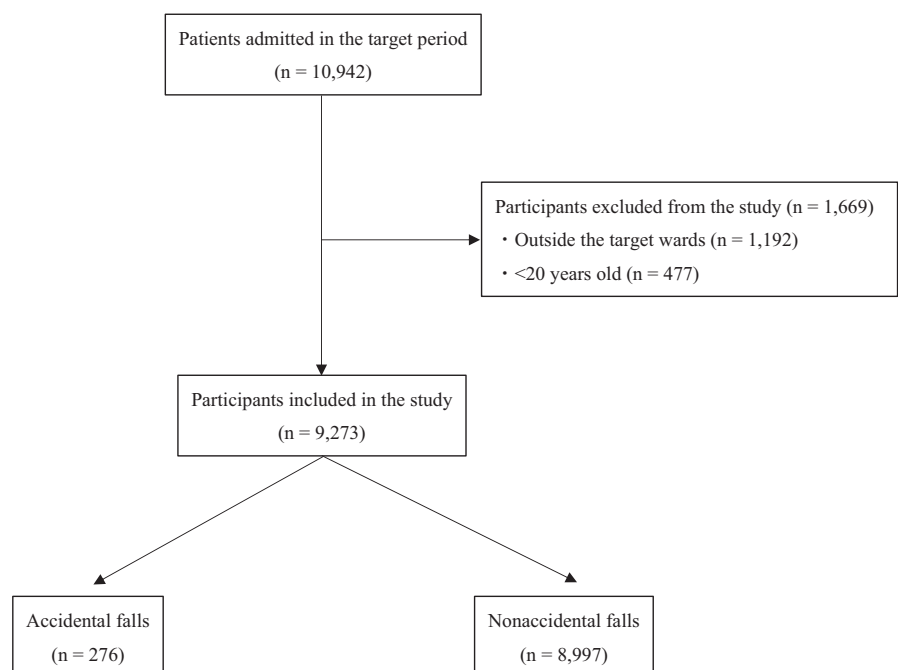 Patients admitted in the target period
(n = 10,942)
Participants excluded from the study (n = 1,669)
・Outside the target wards (n = 1,192)
・<20 years old (n = 477)
Participants included in the study
(n = 9,273)
Accidental falls
(n = 276)
Nonaccidental falls
(n = 8,997)